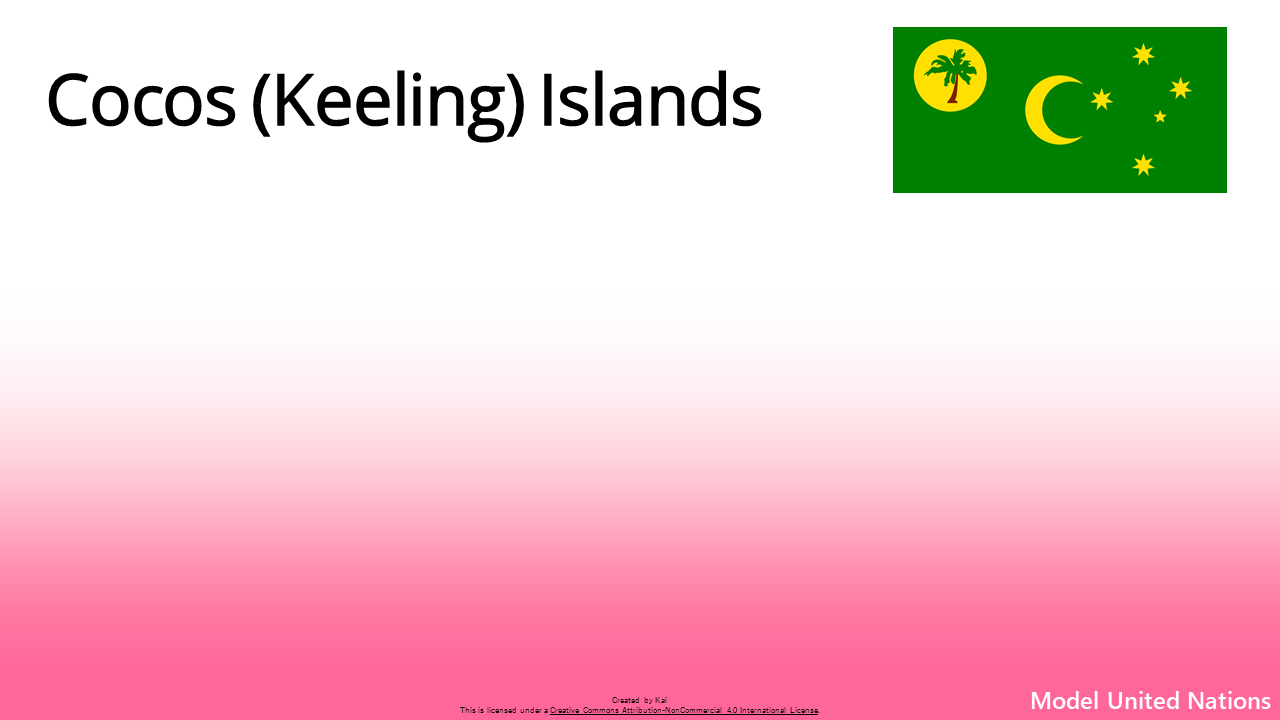 Cocos (Keeling) Islands
Created by Kai
This is licensed under a Creative Commons Attribution-NonCommercial 4.0 International License.
Model United Nations